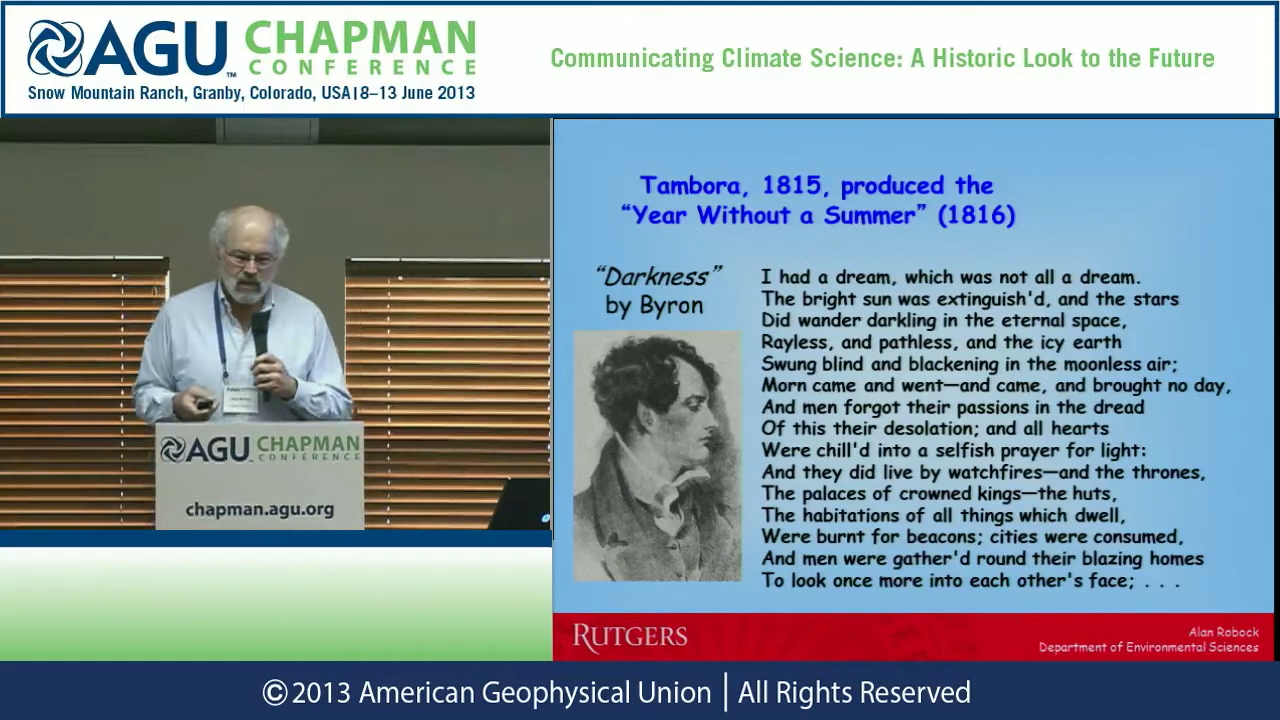 AGU CHAPMAN
CONFERENCE
Snow Mountain Ranch, Granby, Colorado, USA|8–13 June 2013
Communicating Climate Science: A Historic Look to the Future
AGU CHAPMAN
CONFERENCE
chapman.agu.org
Tambora, 1815, produced the
“Year Without a Summer” (1816)
“Darkness”
by Byron
I had a dream, which was not all a dream.
The bright sun was extinguish'd, and the stars
Did wander darkling in the eternal space,
Rayless, and pathless, and the icy earth
Swung blind and blackening in the moonless air;
Morn came and went—and came, and brought no day,
And men forgot their passions in the dread
Of this their desolation; and all hearts
Were chill'd into a selfish prayer for light:
And they did live by watchfires—and the thrones,
The palaces of crowned kings—the huts,
The habitations of all things which dwell,
Were burnt for beacons; cities were consumed,
And men were gather'd round their blazing homes
To look once more into each other's face; . . .
RUTGERS
Alan Robock
Department of Environmental Sciences
©2013 American Geophysical Union | All Rights Reserved